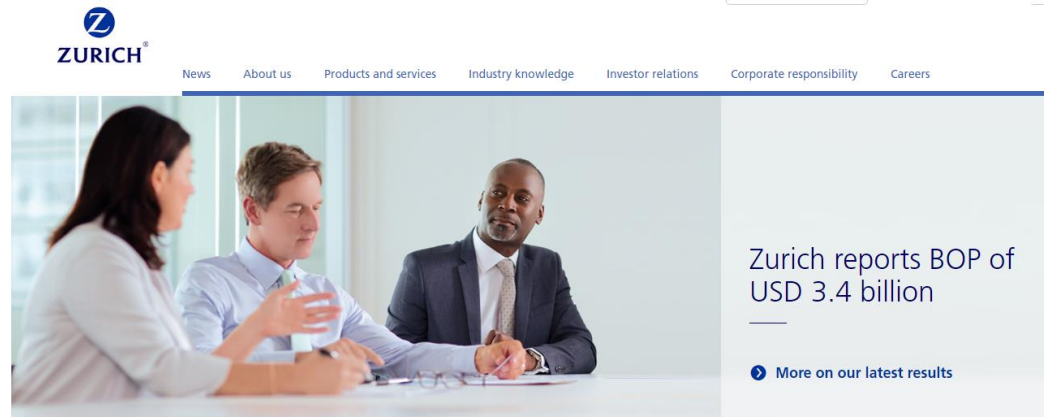 ZURICH®
News About us Products and services Industry knowledge Investor relations Corporate responsibility Careers
Zurich reports BOP of
USD 3.4 billion
More on our latest results